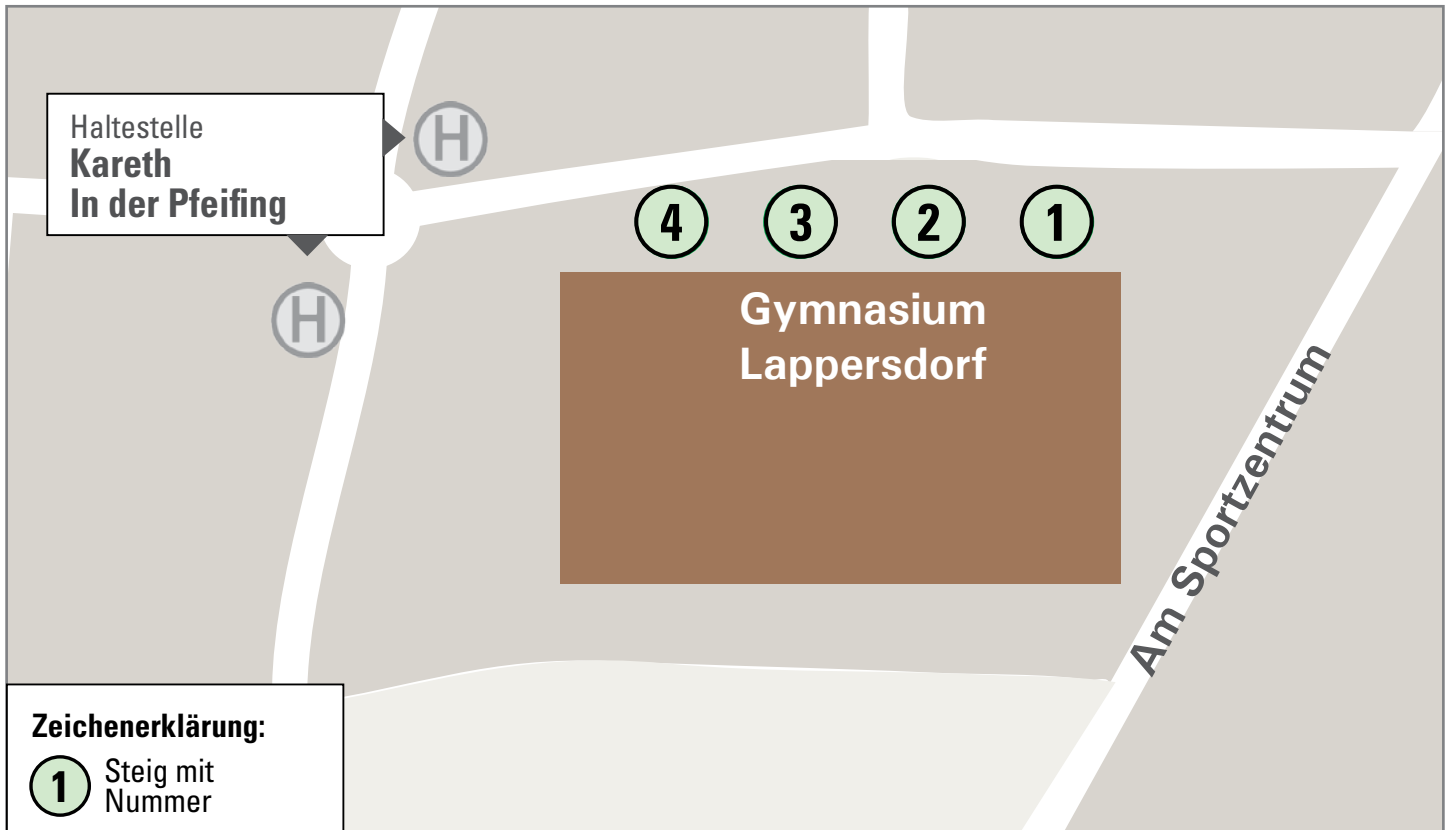 Haltestelle
Kareth
In der Pfeifing
H
H
4 3 2 1
Gymnasium
Lappersdorf
Am Sportzentrum
Zeichenerklärung:
1 Steig mit
Nummer